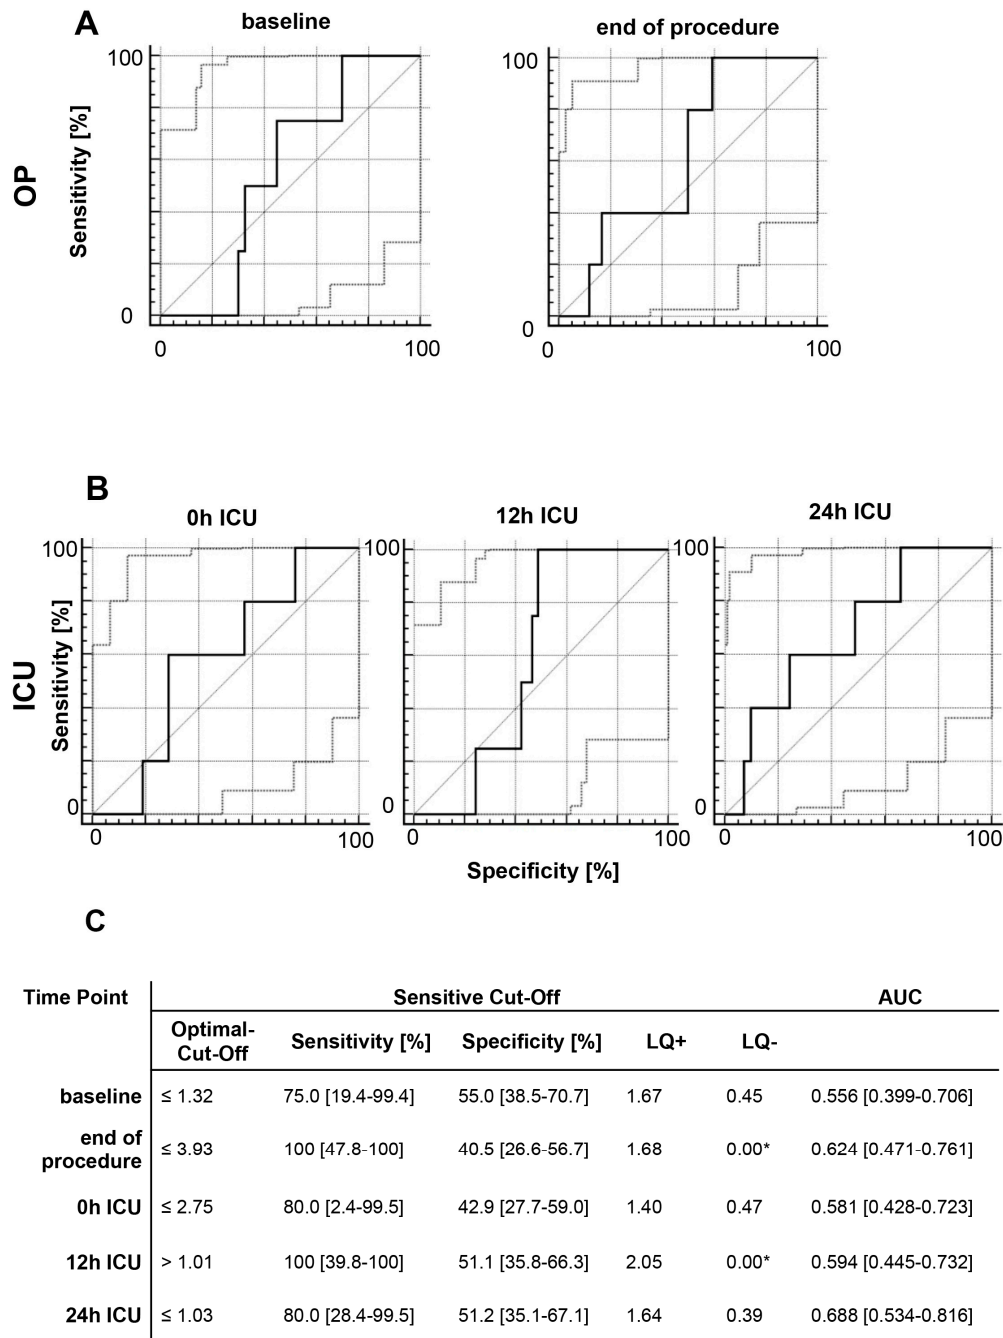 A
baseline
end of procedure
100
Sensitivity [%]
OP
0
0
100
100
0
0
100
B
0h ICU
12h ICU
24h ICU
100
100
100
Sensitivity [%]
ICU
0
0
0
0
100
0
100
0
100
Specificity [%]
C
Time Point
Sensitive Cut-Off
AUC
Optimal-
Cut-Off
Sensitivity [%]
Specificity [%]
LQ+
LQ-
baseline ≤ 1.32 75.0 [19.4-99.4] 55.0 [38.5-70.7] 1.67 0.45 0.556 [0.399-0.706]
end of
procedure ≤ 3.93 100 [47.8-100] 40.5 [26.6-56.7] 1.68 0.00* 0.624 [0.471-0.761]
0h ICU ≤ 2.75 80.0 [2.4-99.5] 42.9 [27.7-59.0] 1.40 0.47 0.581 [0.428-0.723]
12h ICU > 1.01 100 [39.8-100] 51.1 [35.8-66.3] 2.05 0.00* 0.594 [0.445-0.732]
24h ICU ≤ 1.03 80.0 [28.4-99.5] 51.2 [35.1-67.1] 1.64 0.39 0.688 [0.534-0.816]